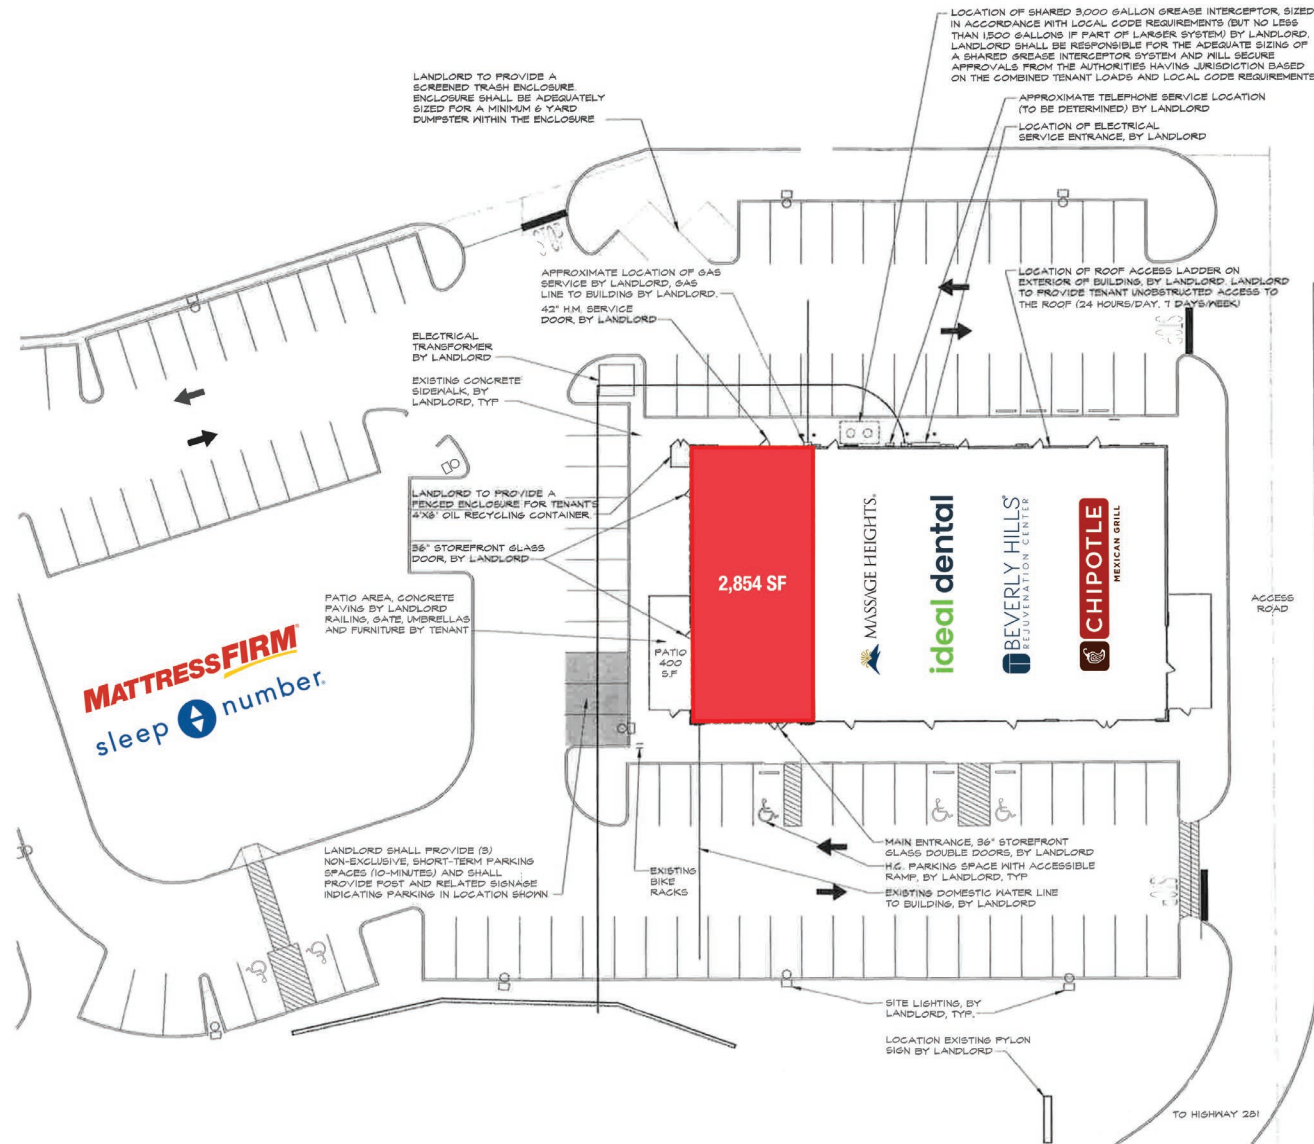 LOCATION OF SHARED 3,000 GALLON GREASE INTERCEPTOR, SIZED
IN ACCORDANCE WITH LOCAL CODE REQUIREMENTS (BUT NO LESS
THAN 1,500 GALLONS IF PART OF LARGER SYSTEM) BY LANDLORD.
LANDLORD SHALL BE RESPONSIBLE FOR THE ADEQUATE SIZING OF
A SHARED GREASE INTERCEPTOR SYSTEM AND WILL SECURE
APPROVALS FROM THE AUTHORITIES HAVING JURISDICTION BASED
ON THE COMBINED TENANT LOADS AND LOCAL CODE REQUIREMENTS
LANDLORD TO PROVIDE A
SCREENED TRASH ENCLOSURE.
ENCLOSURE SHALL BE ADEQUATELY
SIZED FOR A MINIMUM 6 YARD
DUMPSTER WITHIN THE ENCLOSURE
APPROXIMATE TELEPHONE SERVICE LOCATION
(TO BE DETERMINED) BY LANDLORD
LOCATION OF ELECTRICAL
SERVICE ENTRANCE, BY LANDLORD
STOP
APPROXIMATE LOCATION OF GAS
SERVICE BY LANDLORD, GAS
LINE TO BUILDING BY LANDLORD.
42" H.M. SERVICE
DOOR, BY LANDLORD
LOCATION OF ROOF ACCESS LADDER ON
EXTERIOR OF BUILDING, BY LANDLORD. LANDLORD
TO PROVIDE TENANT UNOBSTRUCTED ACCESS TO
THE ROOF (24 HOURS/DAY, 7 DAYS/WEEK)
STOP
ELECTRICAL
TRANSFORMER
BY LANDLORD
EXISTING CONCRETE
SIDEWALK, BY
LANDLORD, TYP
LANDLORD TO PROVIDE A
FENCED ENCLOSURE FOR TENANT'S
4'X6' OIL RECYCLING CONTAINER
36" STOREFRONT GLASS
DOOR, BY LANDLORD
PATIO AREA, CONCRETE
PAVING BY LANDLORD
RAILING, GATE, UMBRELLAS
AND FURNITURE BY TENANT
PATIO
400
S.F
2,854 SF
MASSAGE HEIGHTS.
ideal dental
BEVERLY HILLS®
REJUVENATION CENTER
CHIPOTLE
MEXICAN GRILL
ACCESS
ROAD
MATTRESSFIRM
sleep number.
LANDLORD SHALL PROVIDE (3)
NON-EXCLUSIVE, SHORT-TERM PARKING
SPACES (10-MINUTES) AND SHALL
PROVIDE POST AND RELATED SIGNAGE
INDICATING PARKING IN LOCATION SHOWN
EXISTING
BIKE
RACKS
MAIN ENTRANCE, 36" STOREFRONT
GLASS DOUBLE DOORS, BY LANDLORD
H.C. PARKING SPACE WITH ACCESSIBLE
RAMP, BY LANDLORD, TYP
EXISTING DOMESTIC WATER LINE
TO BUILDING, BY LANDLORD
STOP
SITE LIGHTING, BY
LANDLORD, TYP.
LOCATION EXISTING PYLON
SIGN BY LANDLORD
TO HIGHWAY 281